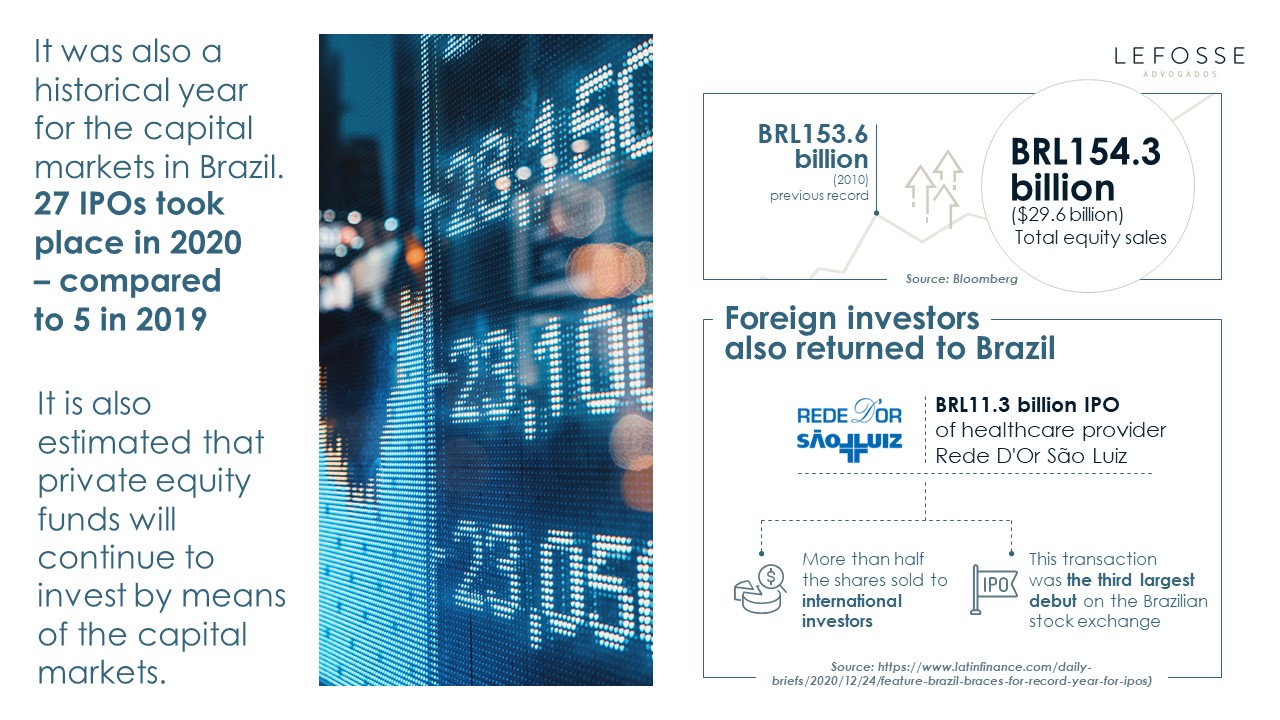 It was also a
historical year
for the capital
markets in Brazil.
27 IPOs took
place in 2020
– compared
to 5 in 2019
It is also
estimated that
private equity
funds will
continue to
invest by means
of the capital
markets.
23,150
23,100
23,050
LEFOSSE
ADVOGADOS
BRL153.6
billion
(2010)
previous record
BRL154.3
billion
($29.6 billion)
Total equity sales
Source: Bloomberg
Foreign investors
also returned to Brazil
REDE D'OR
SÃO LUIZ
BRL11.3 billion IPO
of healthcare provider
Rede D'Or São Luiz
More than half
the shares sold to
international
investors
IPO
This transaction
was the third largest
debut on the Brazilian
stock exchange
Source: https://www.latinfinance.com/daily-
briefs/2020/12/24/feature-brazil-braces-for-record-year-for-ipos)